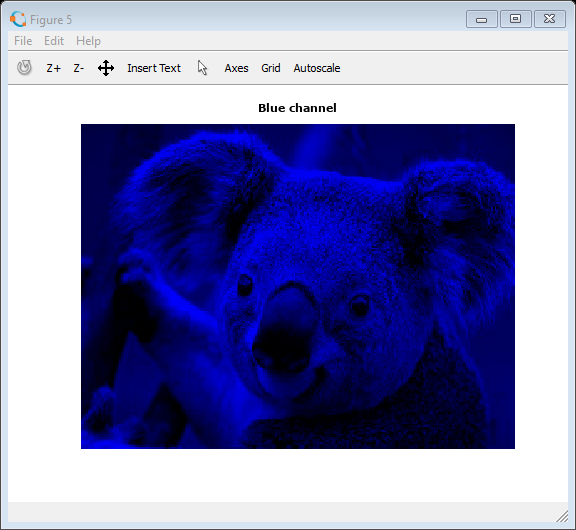 Figure 5
File Edit Help
Z+ Z- Insert Text Axes Grid Autoscale
Blue channel